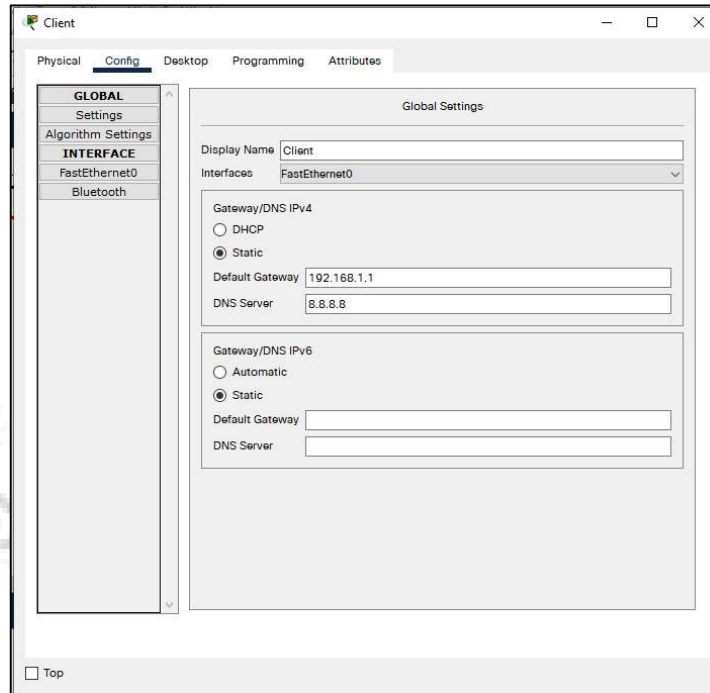 Client
Physical Config Desktop Programming Attributes
GLOBAL
Settings
Algorithm Settings
INTERFACE
FastEthernet0
Bluetooth
Global Settings
Display Name Client
Interfaces FastEthernet0
Gateway/DNS IPv4
DHCP
Static
Default Gateway 192.168.1.1
DNS Server 8.8.8.8
Gateway/DNS IPv6
Automatic
Static
Default Gateway
DNS Server
Top